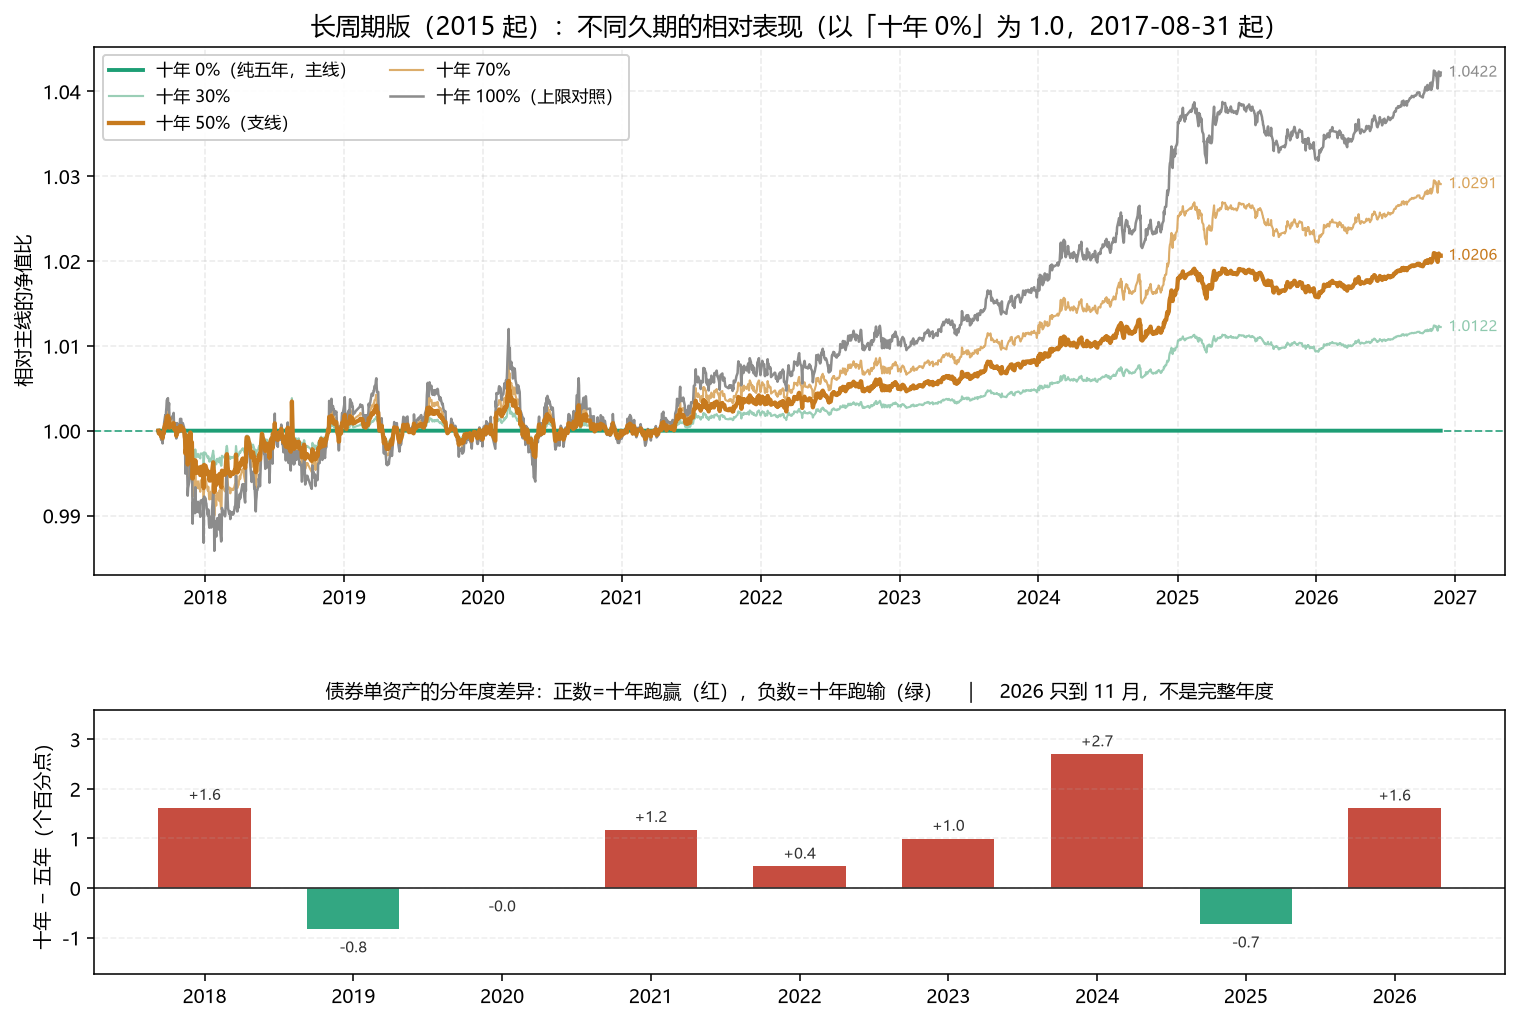 长周期版（2015 起）：不同久期的相对表现（以「十年 0%」为 1.0，2017-08-31 起）
十年 0%（纯五年，主线）
十年 30%
十年 50%（支线）
十年 70%
十年 100%（上限对照）
相对主线的净值比
1.04
1.03
1.02
1.01
1.00
0.99
1.0422
1.0291
1.0206
1.0122
2018 2019 2020 2021 2022 2023 2024 2025 2026 2027
债券单资产的分年度差异：正数=十年跑赢（红），负数=十年跑输（绿） | 2026 只到 11 月，不是完整年度
十年 − 五年（个百分点）
3
2
1
0
-1
+1.6
-0.8
-0.0
+1.2
+0.4
+1.0
+2.7
-0.7
+1.6
2018 2019 2020 2021 2022 2023 2024 2025 2026